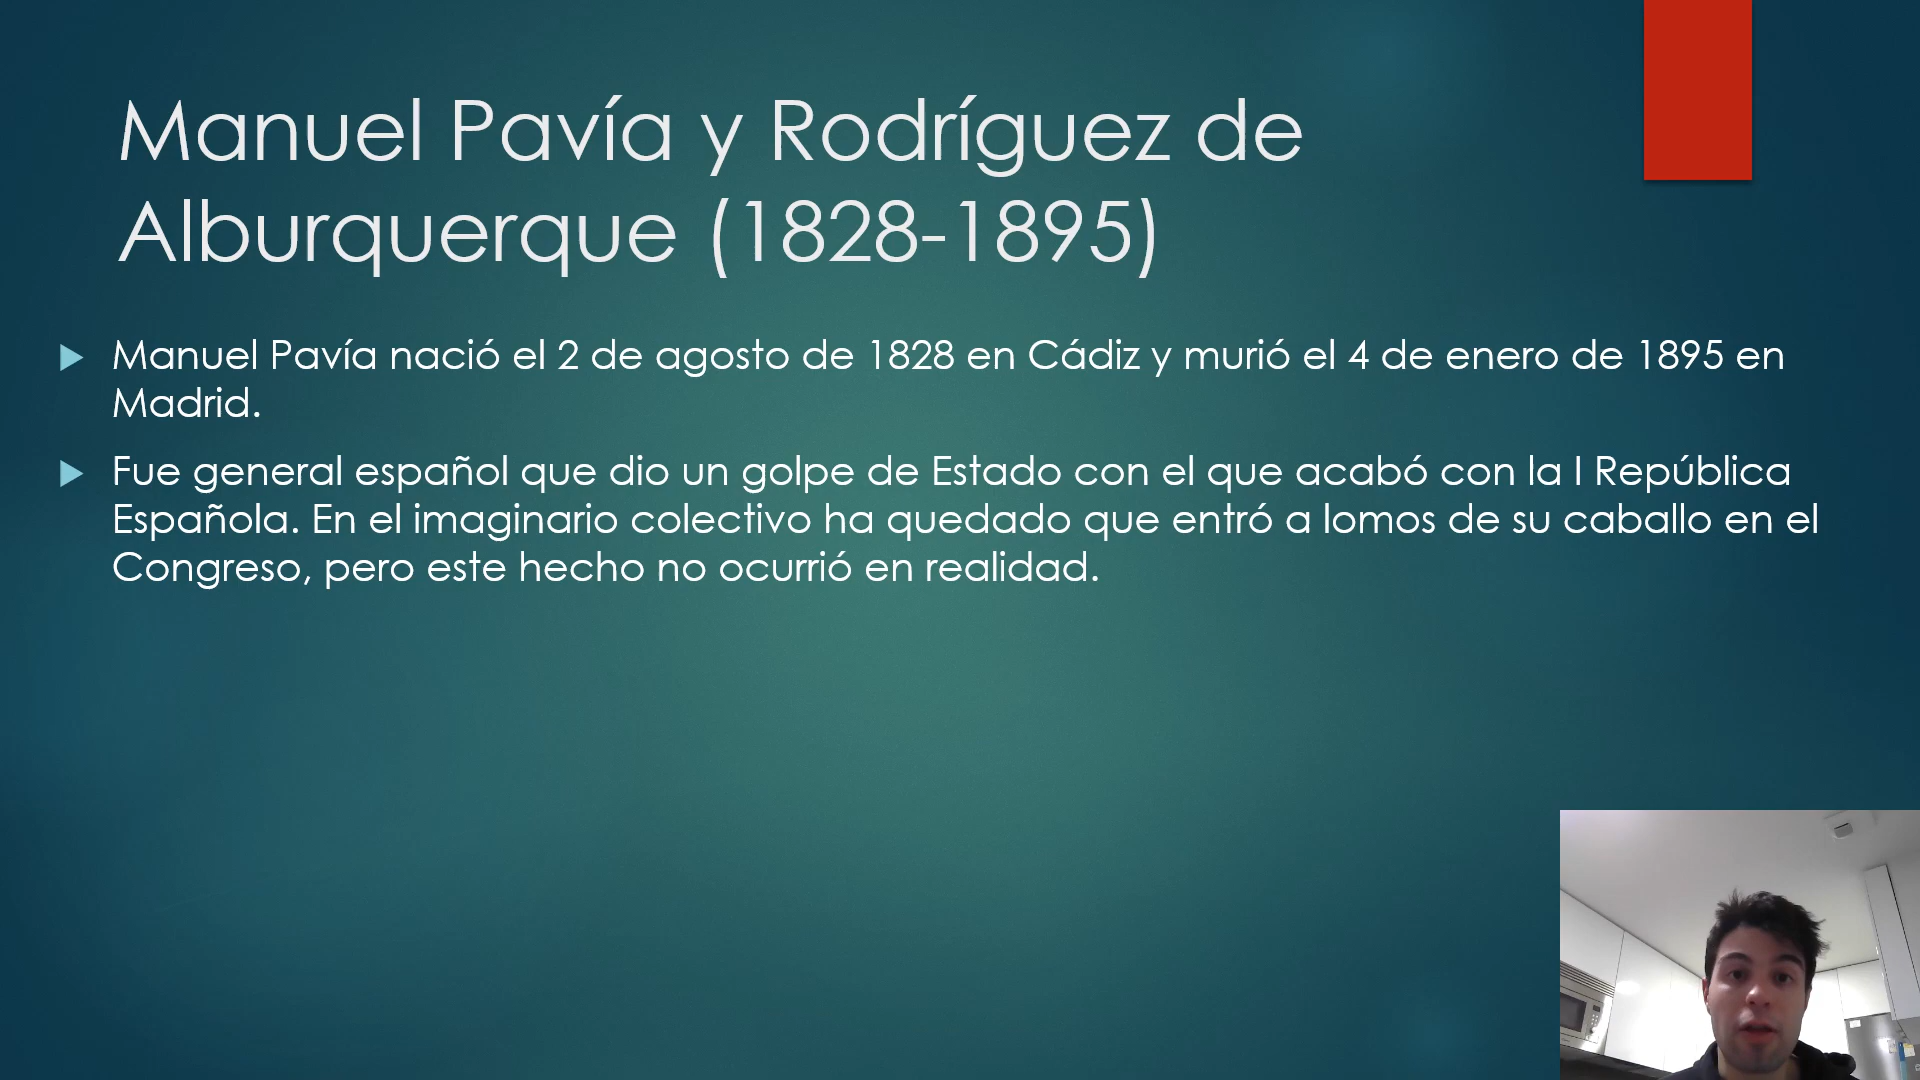 Manuel Pavía y Rodríguez de
Alburquerque (1828-1895)
Manuel Pavía nació el 2 de agosto de 1828 en Cádiz y murió el 4 de enero de 1895 en
Madrid.
Fue general español que dio un golpe de Estado con el que acabó con la I República
Española. En el imaginario colectivo ha quedado que entró a lomos de su caballo en el
Congreso, pero este hecho no ocurrió en realidad.